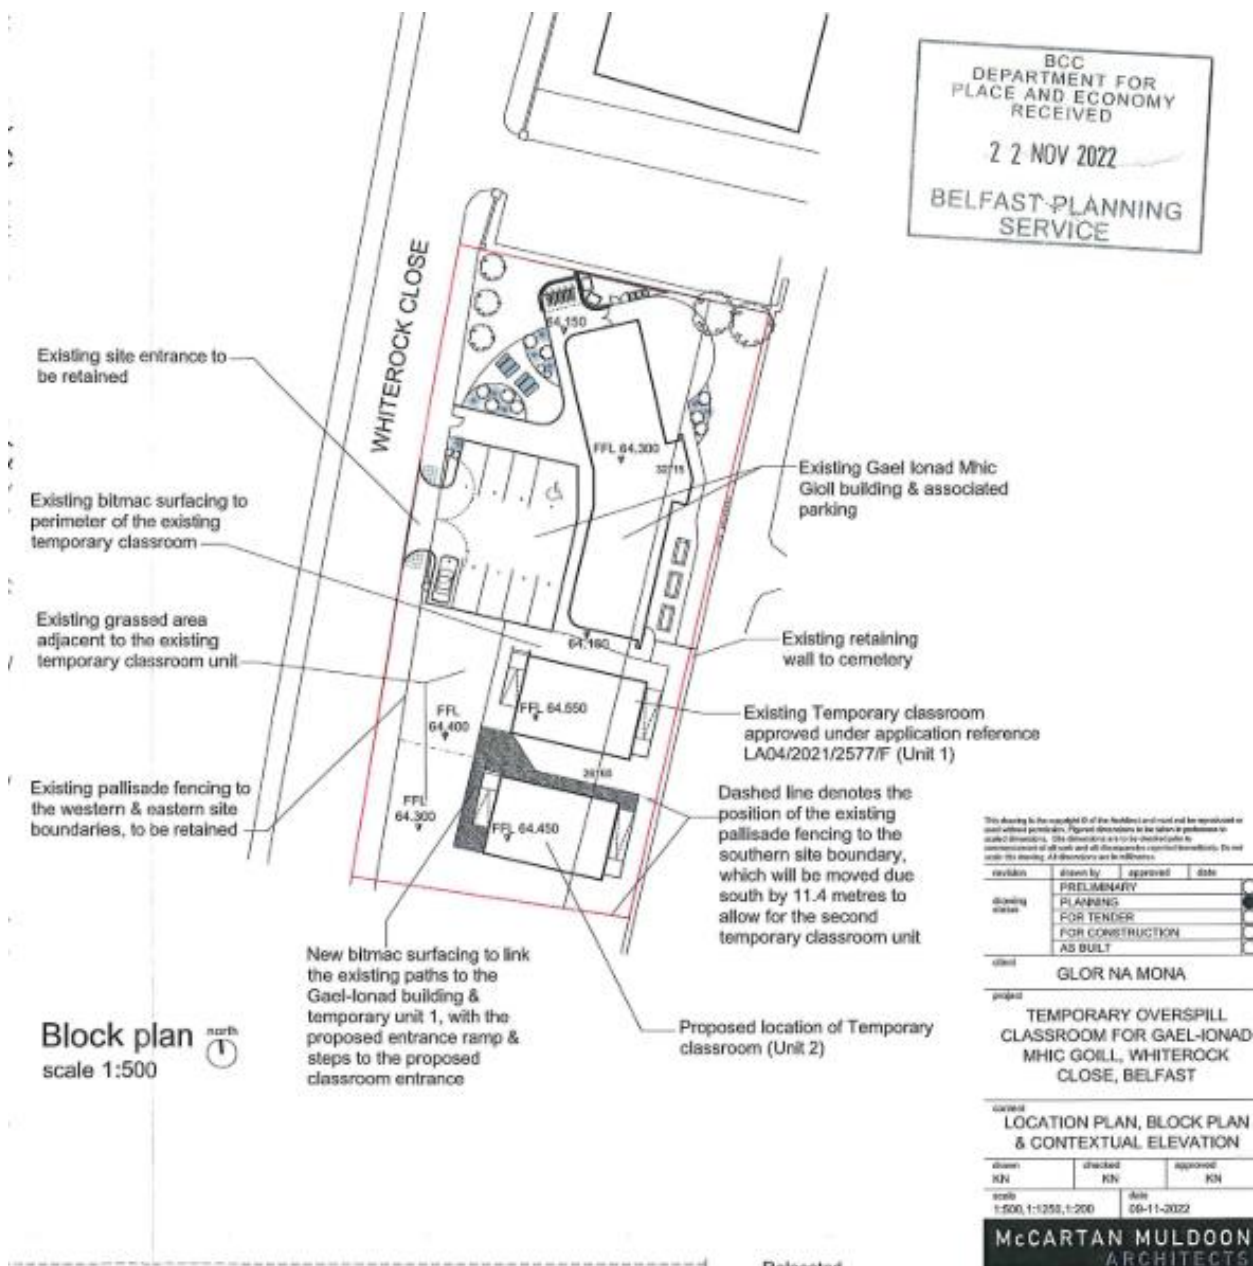 BCC
DEPARTMENT FOR
PLACE AND ECONOMY
RECEIVED
2 2 NOV 2022
BELFAST PLANNING
SERVICE
WHITEROCK CLOSE
64.150
Existing site entrance to
be retained
FFL 64.300
Existing Gael Ionad Mhic
Gioll building & associated
parking
Existing bitmac surfacing to
perimeter of the existing
temporary classroom
Existing grassed area
adjacent to the existing
temporary classroom unit
64.160
Existing retaining
wall to cemetery
FFL 64.550
FFL
64.400
Existing Temporary classroom
approved under application reference
LA04/2021/2577/F (Unit 1)
Existing pallisade fencing to
the western & eastern site
boundaries, to be retained
FFL
64.300
FFL 64.450
Dashed line denotes the
position of the existing
pallisade fencing to the
southern site boundary,
which will be moved due
south by 11.4 metres to
allow for the second
temporary classroom unit
New bitmac surfacing to link
the existing paths to the
Gael-Ionad building &
temporary unit 1, with the
proposed entrance ramp &
steps to the proposed
classroom entrance
Proposed location of Temporary
classroom (Unit 2)
Block plan
north
scale 1:500
revision drawn by approved date
drawing
status
PRELIMINARY
PLANNING
FOR TENDER
FOR CONSTRUCTION
AS BUILT
client
GLOR NA MONA
project
TEMPORARY OVERSPILL
CLASSROOM FOR GAEL-IONAD
MHIC GOILL, WHITEROCK
CLOSE, BELFAST
content
LOCATION PLAN, BLOCK PLAN
& CONTEXTUAL ELEVATION
drawn checked approved
KN KN KN
scale date
1:500, 1:1250, 1:200 09-11-2022
McCARTAN MULDOON
ARCHITECTS